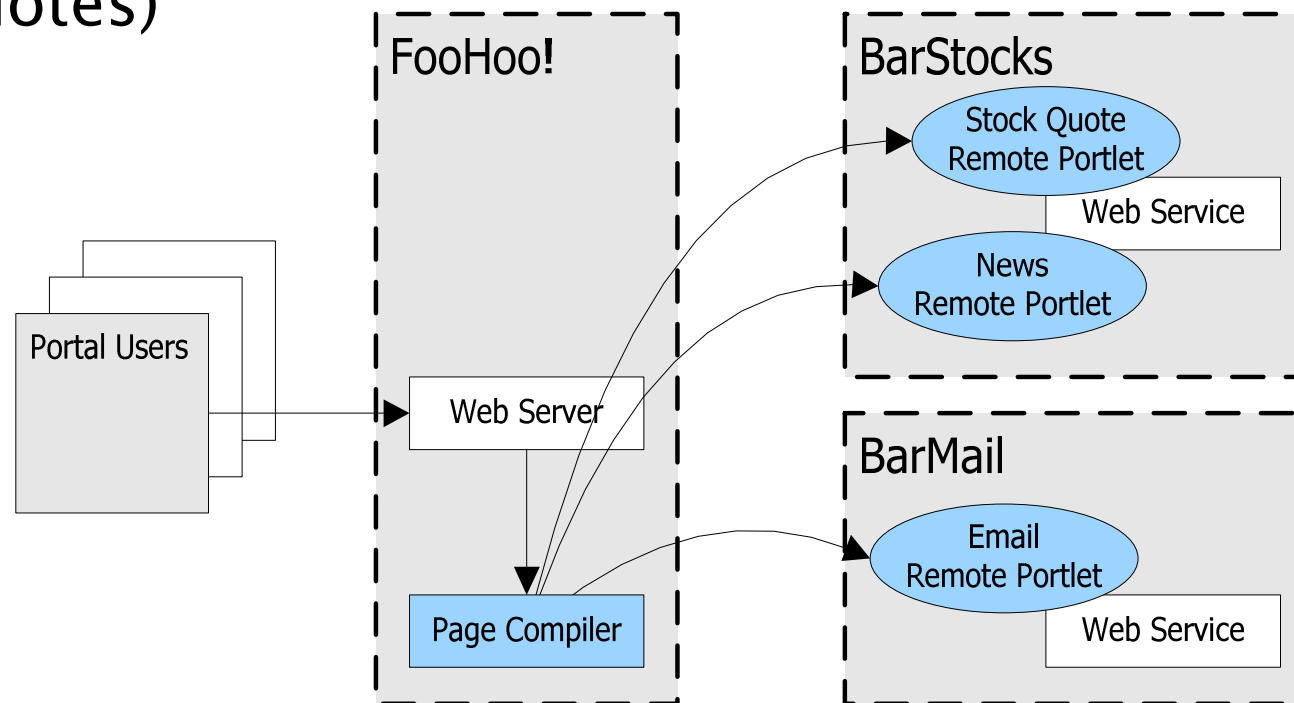 FooHoo!
BarStocks
Stock Quote
Remote Portlet
Web Service
News
Remote Portlet
Portal Users
Web Server
BarMail
Email
Remote Portlet
Page Compiler
Web Service